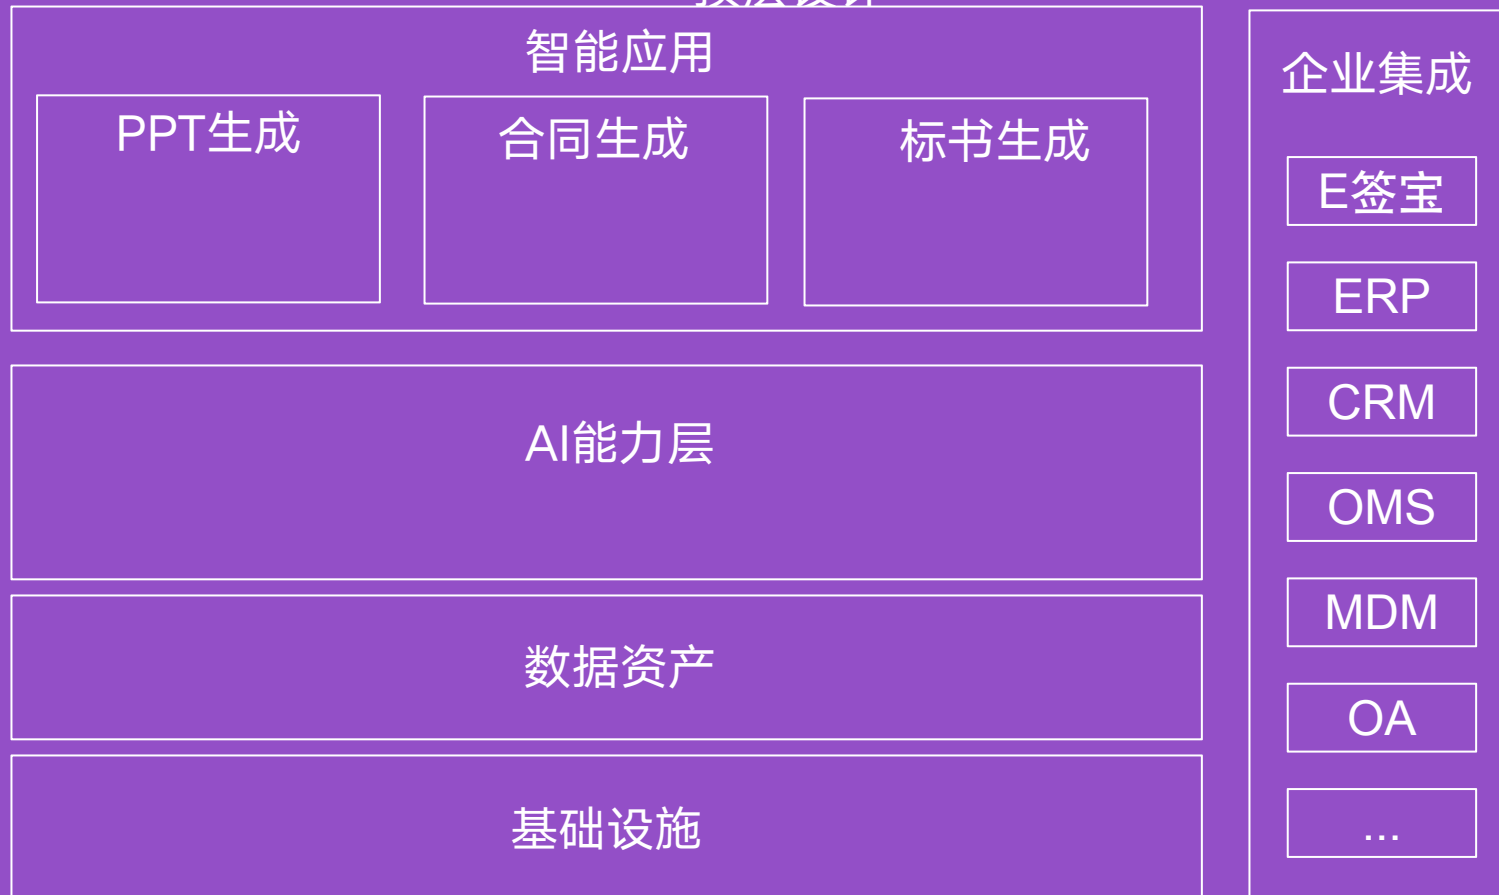 智能应用
PPT生成
合同生成
标书生成
AI能力层
数据资产
基础设施
企业集成
E签宝
ERP
CRM
OMS
MDM
OA
...